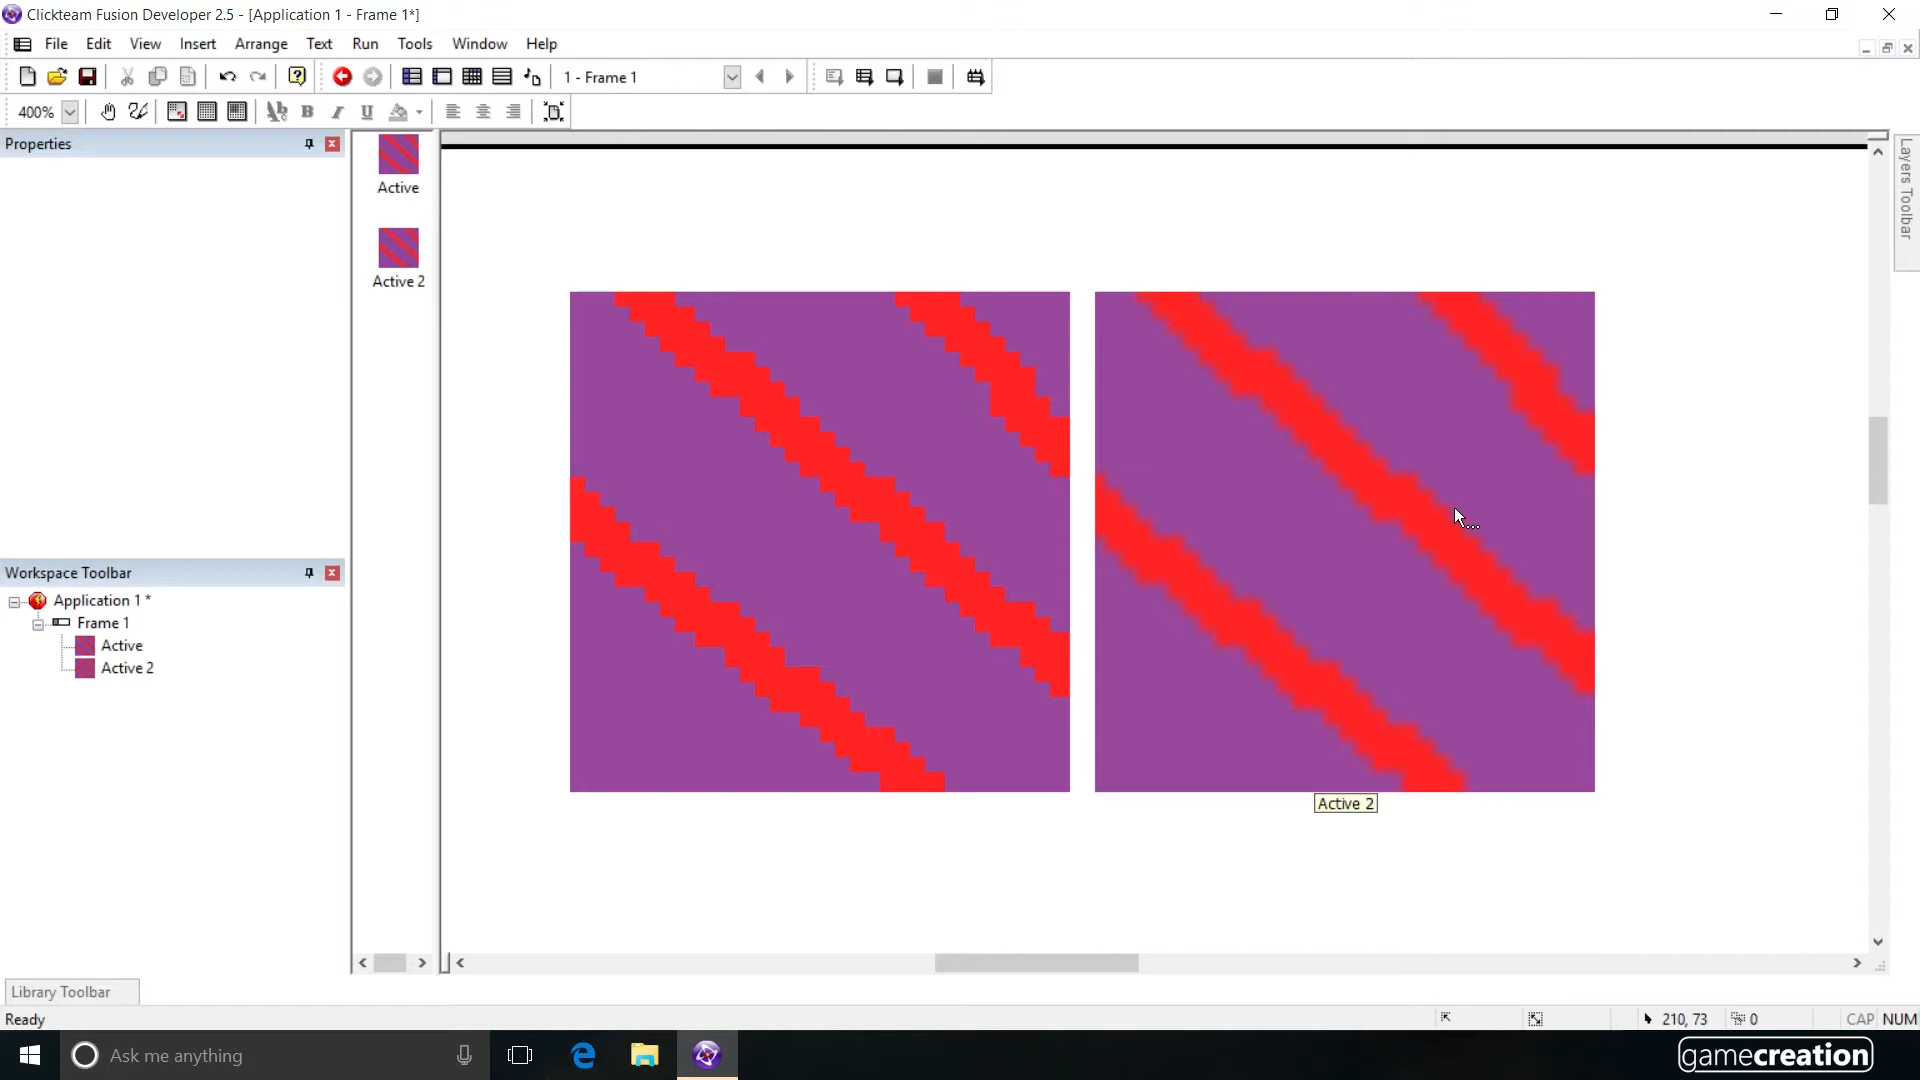 Clickteam Fusion Developer 2.5 - [Application 1 - Frame 1*]
File Edit View Insert Arrange Text Run Tools Window Help
1 - Frame 1
400%
Properties
Active
Active 2
Layers Toolbar
Workspace Toolbar
Application 1 *
Frame 1
Active
Active 2
Active 2
Library Toolbar
Ready
210, 73
0
CAP NUM
Ask me anything
gamecreation